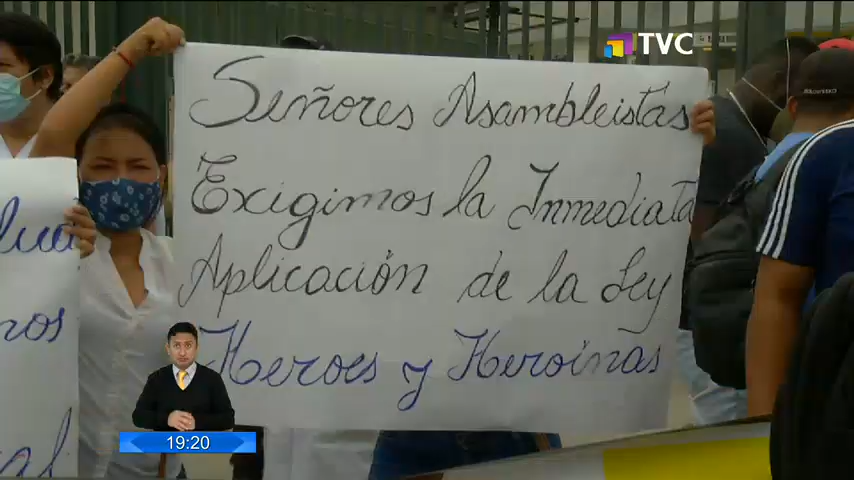 TVC
Señores Asambleistas
Exigimos la Inmediata
Aplicación de la Ley
Heroes y Heroinas
19:20